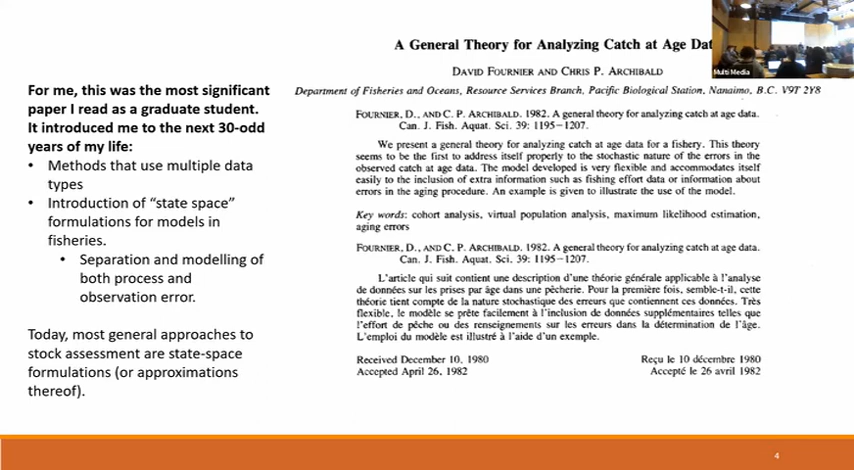 For me, this was the most significant
paper I read as a graduate student.
It introduced me to the next 30-odd
years of my life:
• Methods that use multiple data
types
• Introduction of “state space”
formulations for models in
fisheries.
• Separation and modelling of
both process and
observation error.
Today, most general approaches to
stock assessment are state-space
formulations (or approximations
thereof).
A General Theory for Analyzing Catch at Age Dat
DAVID FOURNIER AND CHRIS P. ARCHIBALD
Department of Fisheries and Oceans, Resource Services Branch, Pacific Biological Station, Nanaimo, B.C. V9T 2Y8
FOURNIER, D., AND C. P. ARCHIBALD. 1982. A general theory for analyzing catch at age data.
Can. J. Fish. Aquat. Sci. 39: 1195–1207.
We present a general theory for analyzing catch at age data for a fishery. This theory
seems to be the first to address itself properly to the stochastic nature of the errors in the
observed catch at age data. The model developed is very flexible and accommodates itself
easily to the inclusion of extra information such as fishing effort data or information about
errors in the aging procedure. An example is given to illustrate the use of the model.
Key words: cohort analysis, virtual population analysis, maximum likelihood estimation,
aging errors
FOURNIER, D., AND C. P. ARCHIBALD. 1982. A general theory for analyzing catch at age data.
Can. J. Fish. Aquat. Sci. 39: 1195–1207.
L'article qui suit contient une description d'une théorie générale applicable à l'analyse
de données sur les prises par âge dans une pêcherie. Pour la première fois, semble-t-il, cette
théorie tient compte de la nature stochastique des erreurs que contiennent ces données. Très
flexible, le modèle se prête facilement à l'inclusion de données supplémentaires telles que
l'effort de pêche ou des renseignements sur les erreurs dans la détermination de l'âge.
L'emploi du modèle est illustré à l'aide d'un exemple.
Received December 10, 1980
Accepted April 26, 1982
Reçu le 10 décembre 1980
Accepté le 26 avril 1982
Multi Media
4